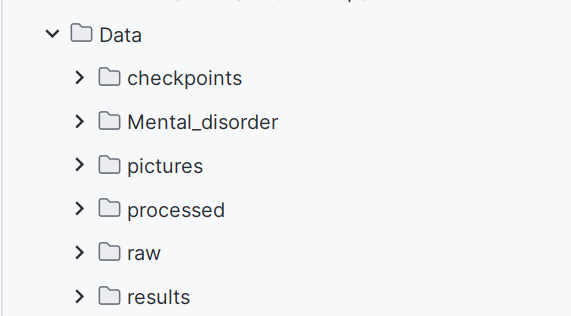 Data
checkpoints
Mental_disorder
pictures
processed
raw
results